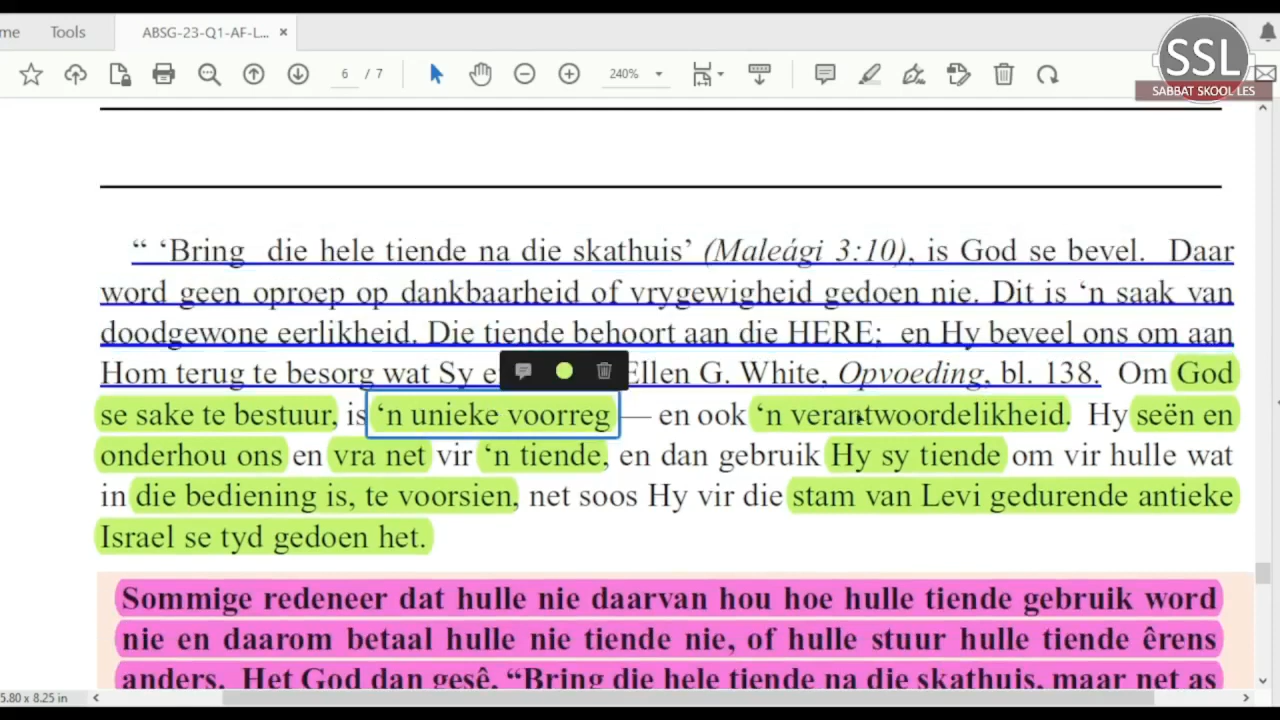 me Tools ABSG-23-Q1-AF-L... ×
SSL
SABBAT SKOOL LES
6 / 7 240%
“ ‘Bring die hele tiende na die skathuis’ (Maleági 3:10), is God se bevel. Daar
word geen oproep op dankbaarheid of vrygewigheid gedoen nie. Dit is ‘n saak van
doodgewone eerlikheid. Die tiende behoort aan die HERE; en Hy beveel ons om aan
Hom terug te besorg wat Sy Ellen G. White, Opvoeding, bl. 138. Om God
se sake te bestuur, is ‘n unieke voorreg — en ook ‘n verantwoordelikheid. Hy seën en
onderhou ons en vra net vir ‘n tiende, en dan gebruik Hy sy tiende om vir hulle wat
in die bediening is, te voorsien, net soos Hy vir die stam van Levi gedurende antieke
Israel se tyd gedoen het.
Sommige redeneer dat hulle nie daarvan hou hoe hulle tiende gebruik word
nie en daarom betaal hulle nie tiende nie, of hulle stuur hulle tiende êrens
anders. Het God dan gesê, “Bring die hele tiende na die skathuis, maar net as
5.80 x 8.25 in